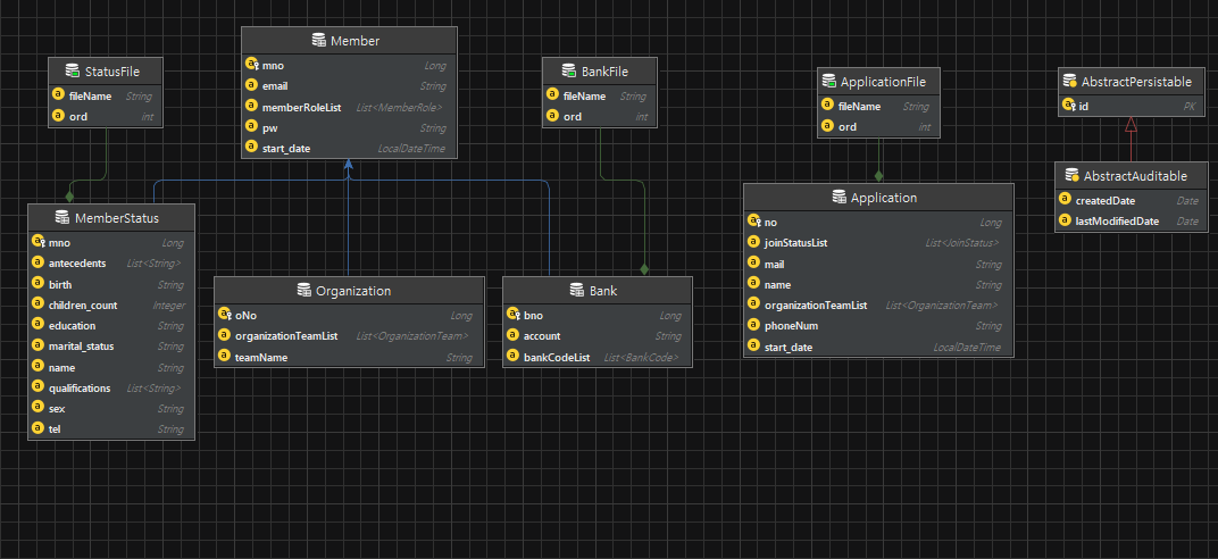 StatusFile
fileName String
ord int
Member
mno Long
email String
memberRoleList List<MemberRole>
pw String
start_date LocalDateTime
BankFile
fileName String
ord int
ApplicationFile
fileName String
ord int
AbstractPersistable
id PK
MemberStatus
mno Long
antecedents List<String>
birth String
children_count Integer
education String
marital_status String
name String
qualifications List<String>
sex String
tel String
Organization
oNo Long
organizationTeamList List<OrganizationTeam>
teamName String
Bank
bno Long
account String
bankCodeList List<BankCode>
Application
no Long
joinStatusList List<JoinStatus>
mail String
name String
organizationTeamList List<OrganizationTeam>
phoneNum String
start_date LocalDateTime
AbstractAuditable
createdDate Date
lastModifiedDate Date